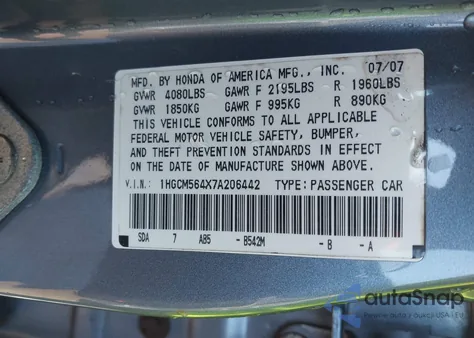 MFD. BY HONDA OF AMERICA MFG., INC. 07/07
GVWR 4080LBS GAWR F 2195LBS R 1960LBS
GVWR 1850KG GAWR F 995KG R 890KG
THIS VEHICLE CONFORMS TO ALL APPLICABLE
FEDERAL MOTOR VEHICLE SAFETY, BUMPER,
AND THEFT PREVENTION STANDARDS IN EFFECT
ON THE DATE OF MANUFACTURE SHOWN ABOVE.
V.I.N.: 1HGCM564X7A206442 TYPE: PASSENGER CAR
SDA 7 AB5 - B542M - B - A
autoSnap